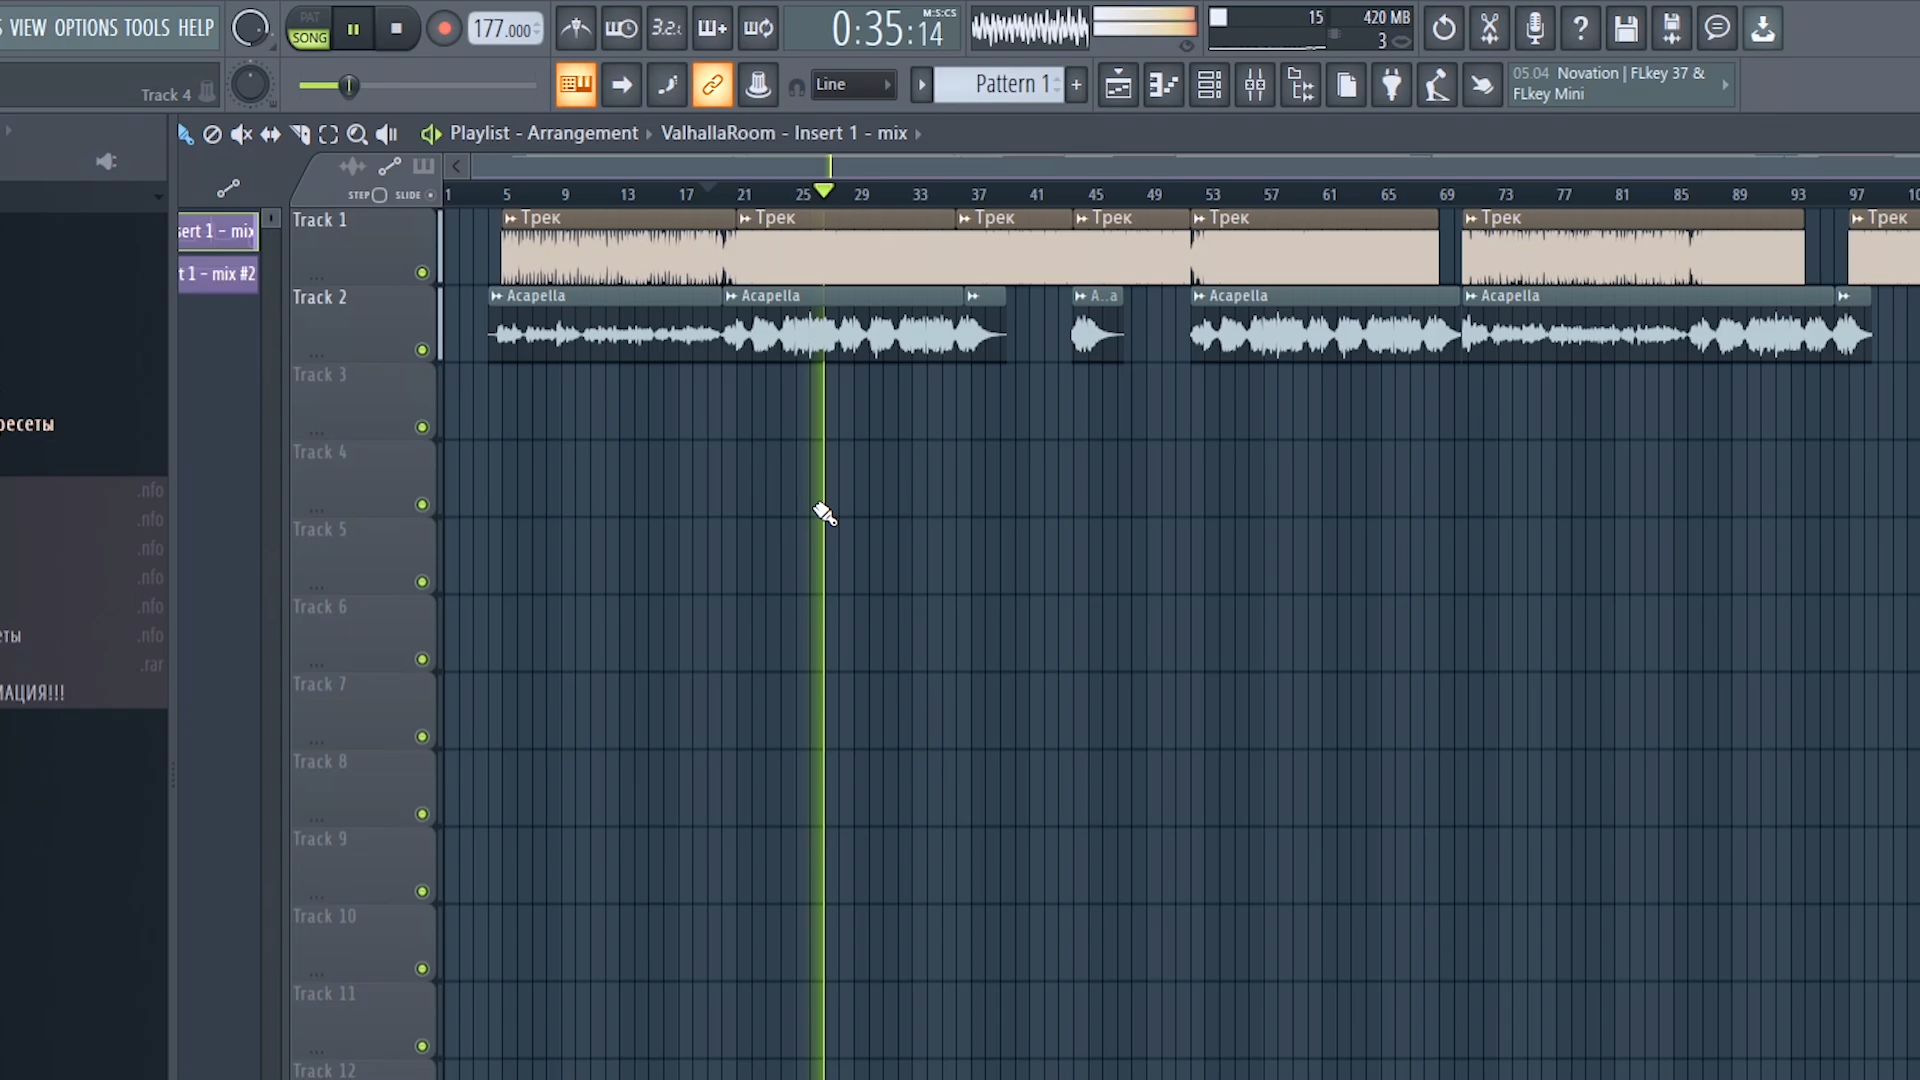 VIEW OPTIONS TOOLS HELP
PAT
SONG
177.000
3.2.
0:35:14
M:S:CS
15
420 MB
3
Track 4
Line
Pattern 1
+
05.04 Novation | FLkey 37 &
FLkey Mini
Playlist - Arrangement ▸ ValhallaRoom - Insert 1 - mix ▸
STEP SLIDE
1 5 9 13 17 21 25 29 33 37 41 45 49 53 57 61 65 69 73 77 81 85 89 93 97
sert 1 - mix
t 1 - mix #2
Track 1
Трек Трек Трек Трек Трек Трек Трек
Track 2
Acapella Acapella A..a Acapella Acapella
Track 3
Track 4
Track 5
Track 6
Track 7
Track 8
Track 9
Track 10
Track 11
Track 12
ресеты
.nfo
.nfo
.nfo
.nfo
.nfo
еты .nfo
.rar
МАЦИЯ!!!